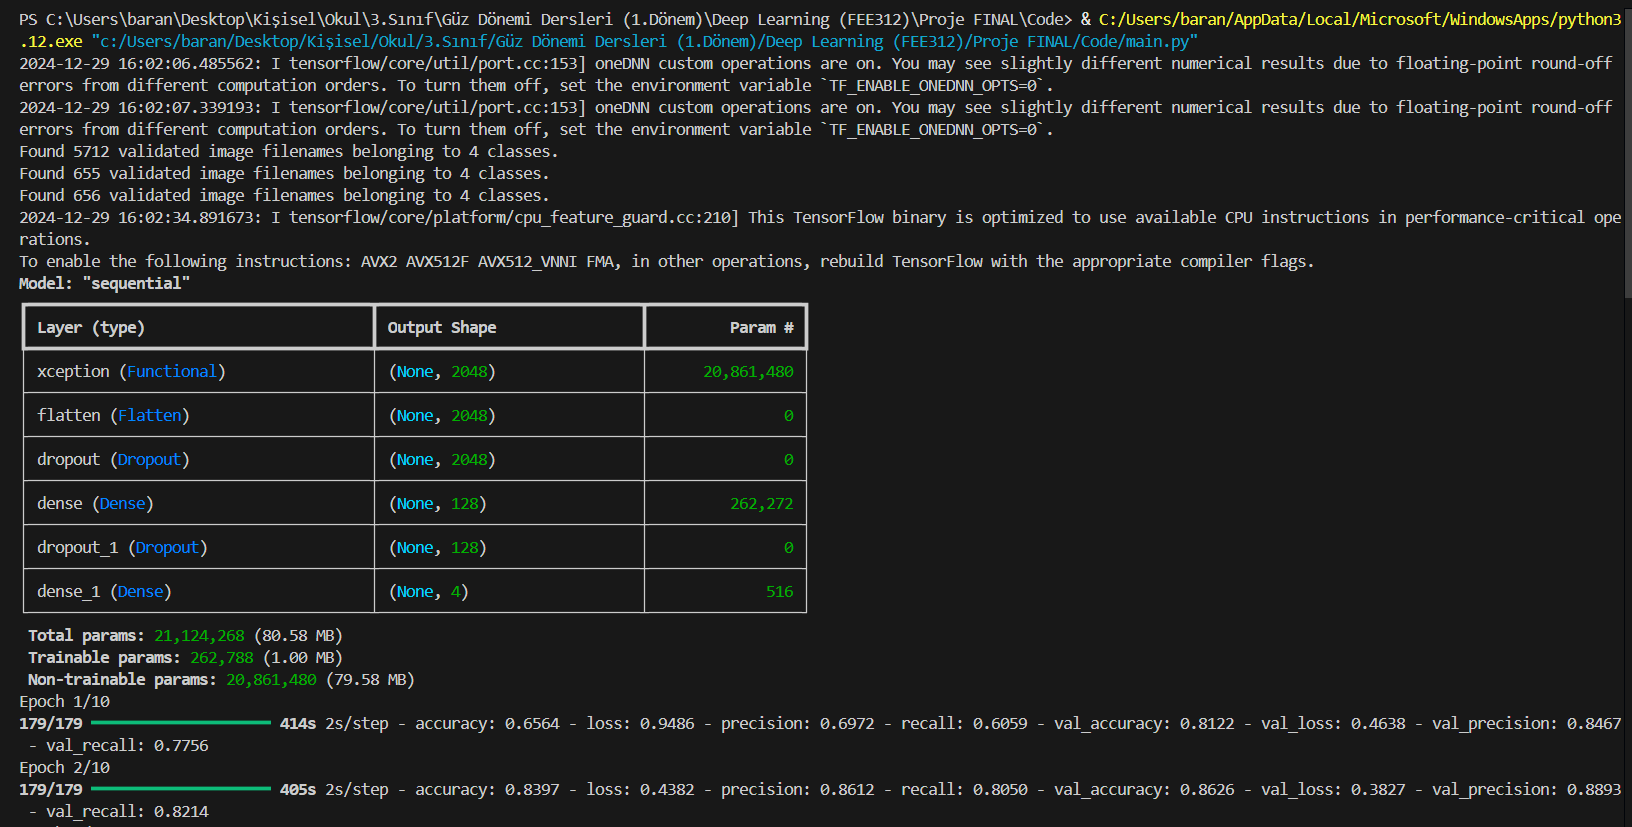 PS C:\Users\baran\Desktop\Kişisel\Okul\3.Sınıf\Güz Dönemi Dersleri (1.Dönem)\Deep Learning (FEE312)\Proje FINAL\Code> & C:/Users/baran/AppData/Local/Microsoft/WindowsApps/python3
.12.exe "c:/Users/baran/Desktop/Kişisel/Okul/3.Sınıf/Güz Dönemi Dersleri (1.Dönem)/Deep Learning (FEE312)/Proje FINAL/Code/main.py"
2024-12-29 16:02:06.485562: I tensorflow/core/util/port.cc:153] oneDNN custom operations are on. You may see slightly different numerical results due to floating-point round-off
errors from different computation orders. To turn them off, set the environment variable `TF_ENABLE_ONEDNN_OPTS=0`.
2024-12-29 16:02:07.339193: I tensorflow/core/util/port.cc:153] oneDNN custom operations are on. You may see slightly different numerical results due to floating-point round-off
errors from different computation orders. To turn them off, set the environment variable `TF_ENABLE_ONEDNN_OPTS=0`.
Found 5712 validated image filenames belonging to 4 classes.
Found 655 validated image filenames belonging to 4 classes.
Found 656 validated image filenames belonging to 4 classes.
2024-12-29 16:02:34.891673: I tensorflow/core/platform/cpu_feature_guard.cc:210] This TensorFlow binary is optimized to use available CPU instructions in performance-critical ope
rations.
To enable the following instructions: AVX2 AVX512F AVX512_VNNI FMA, in other operations, rebuild TensorFlow with the appropriate compiler flags.
Model: "sequential"
Layer (type) Output Shape Param #
xception (Functional) (None, 2048) 20,861,480
flatten (Flatten) (None, 2048) 0
dropout (Dropout) (None, 2048) 0
dense (Dense) (None, 128) 262,272
dropout_1 (Dropout) (None, 128) 0
dense_1 (Dense) (None, 4) 516
Total params: 21,124,268 (80.58 MB)
Trainable params: 262,788 (1.00 MB)
Non-trainable params: 20,861,480 (79.58 MB)
Epoch 1/10
179/179 414s 2s/step - accuracy: 0.6564 - loss: 0.9486 - precision: 0.6972 - recall: 0.6059 - val_accuracy: 0.8122 - val_loss: 0.4638 - val_precision: 0.8467
- val_recall: 0.7756
Epoch 2/10
179/179 405s 2s/step - accuracy: 0.8397 - loss: 0.4382 - precision: 0.8612 - recall: 0.8050 - val_accuracy: 0.8626 - val_loss: 0.3827 - val_precision: 0.8893
- val_recall: 0.8214